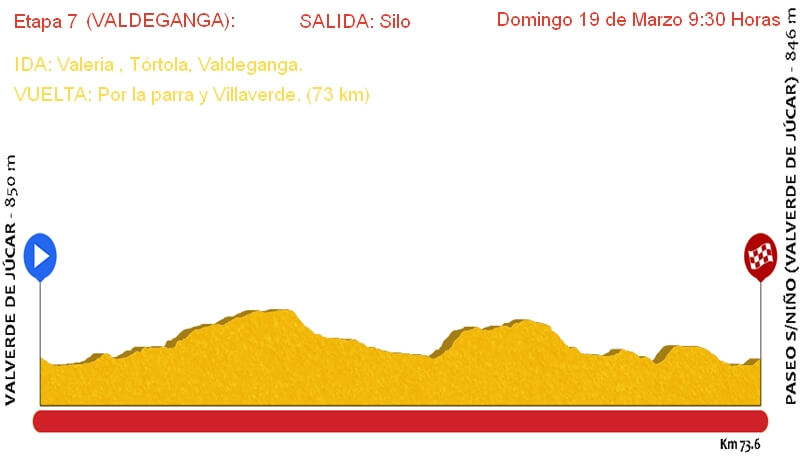 Etapa 7 (VALDEGANGA): SALIDA: Silo Domingo 19 de Marzo 9:30 Horas
IDA: Valeria , Tórtola, Valdeganga.
VUELTA: Por la parra y Villaverde. (73 km)
VALVERDE DE JÚCAR - 850 m
PASEO S/NIÑO (VALVERDE DE JÚCAR) - 846 m
Km 73.6